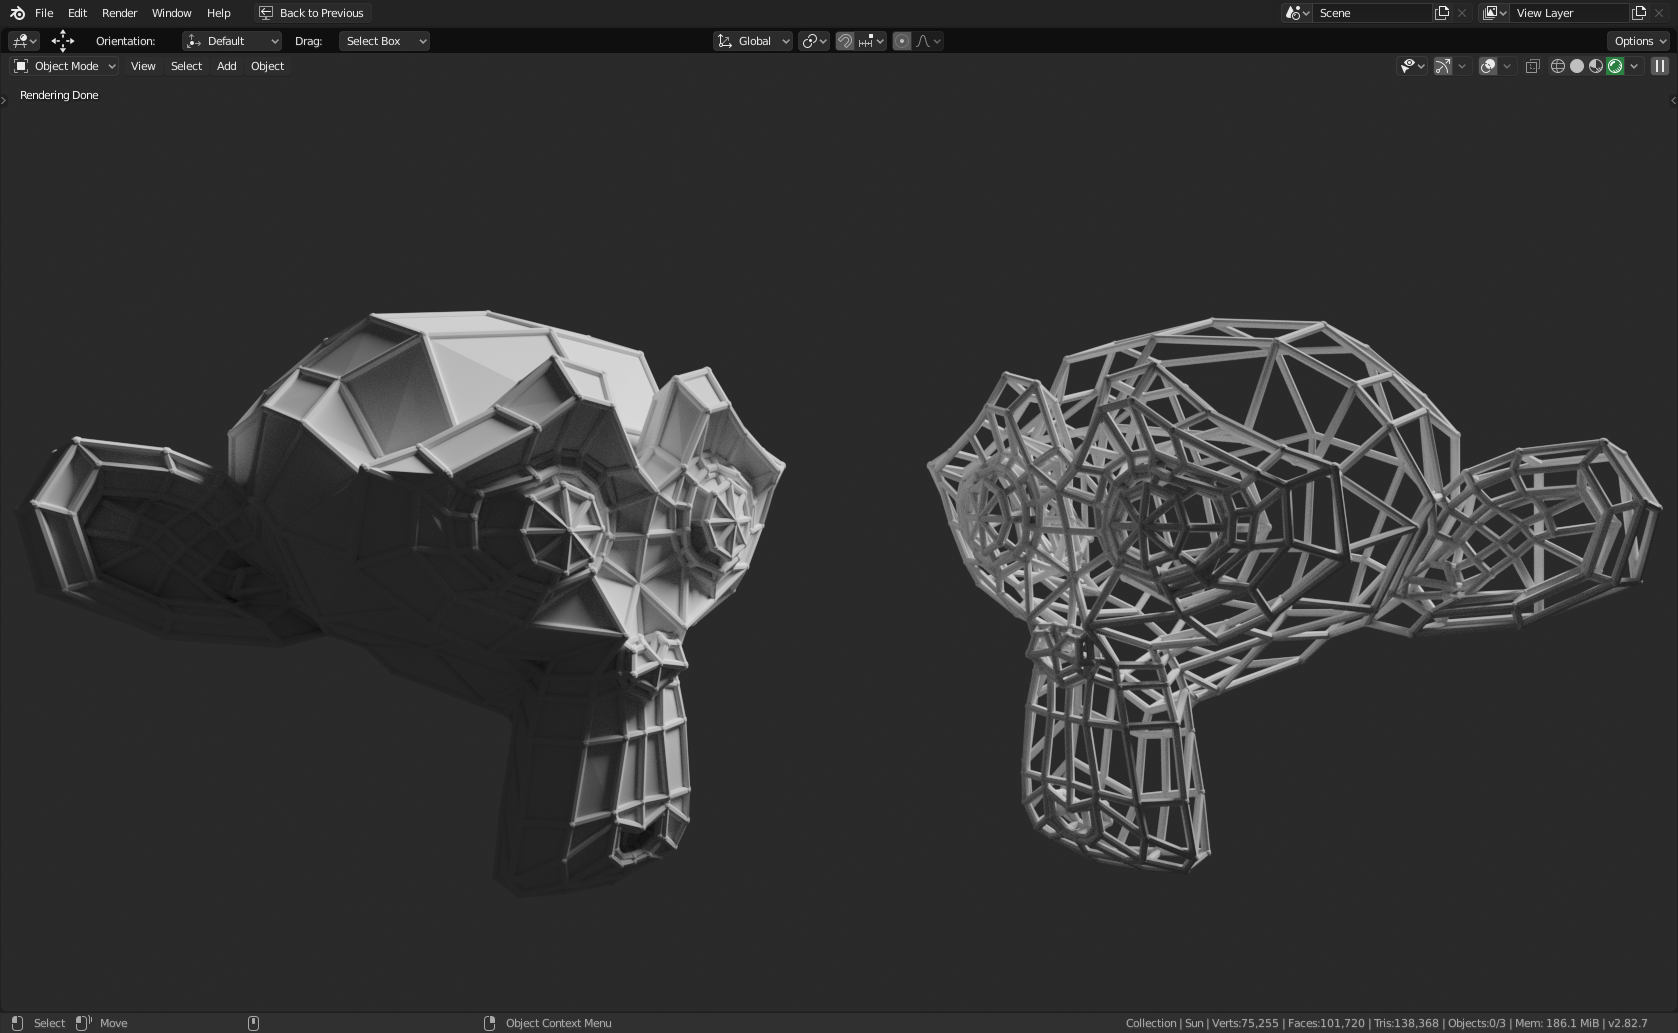 File Edit Render Window Help Back to Previous Scene View Layer
Orientation: Default Drag: Select Box Global Options
Object Mode View Select Add Object
Rendering Done
Select Move Object Context Menu Collection | Sun | Verts:75,255 | Faces:101,720 | Tris:138,368 | Objects:0/3 | Mem: 186.1 MiB | v2.82.7